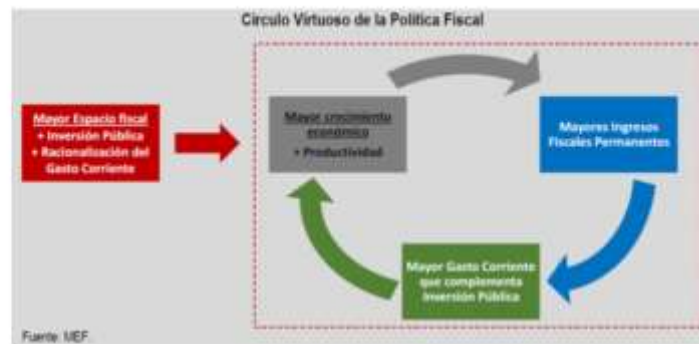 Círculo Virtuoso de la Política Fiscal
Mayor Espacio fiscal
+ Inversión Pública
+ Racionalización del
Gasto Corriente
Mayor crecimiento
económico
+ Productividad
Mayores Ingresos
Fiscales Permanentes
Mayor Gasto Corriente
que complementa
Inversión Pública
Fuente: MEF.